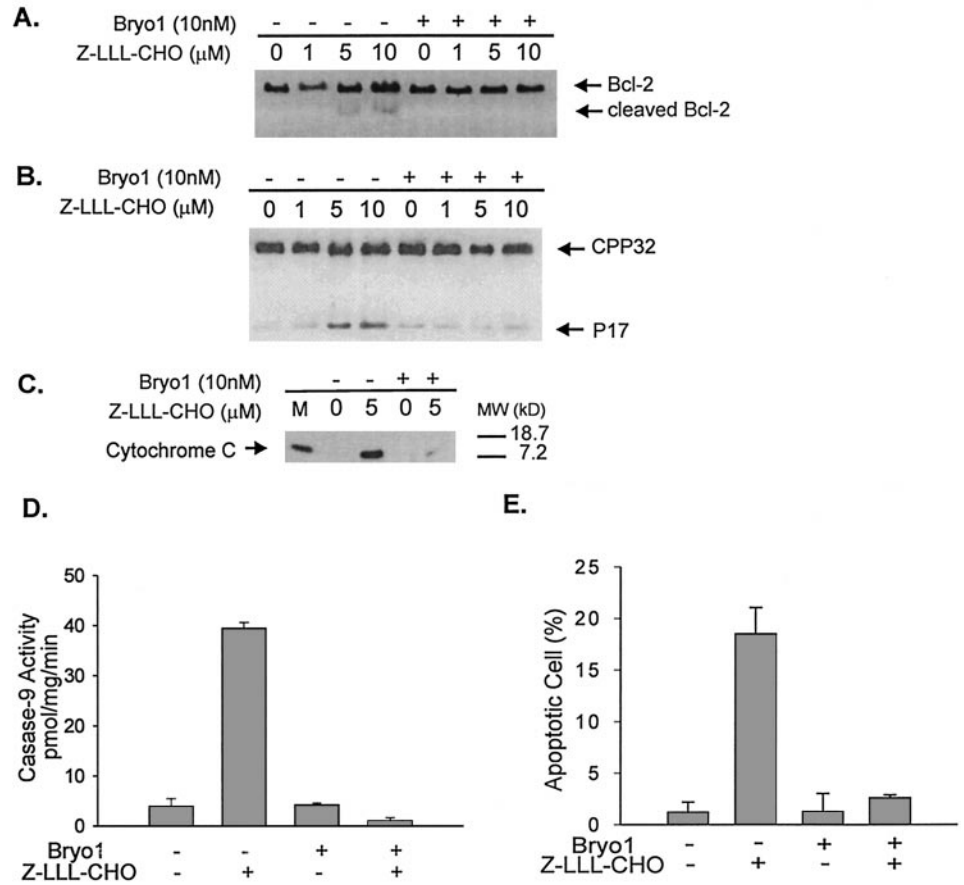 A.
Bryo1 (10nM) - - - - + + + +
Z-LLL-CHO (μM) 0 1 5 10 0 1 5 10
Bcl-2
cleaved Bcl-2
B.
Bryo1 (10nM) - - - - + + + +
Z-LLL-CHO (μM) 0 1 5 10 0 1 5 10
CPP32
P17
C.
Bryo1 (10nM) - - + +
Z-LLL-CHO (μM) M 0 5 0 5 MW (kD)
18.7
Cytochrome C 7.2
D.
Casase-9 Activity
pmol/mg/min
50
40
30
20
10
0
Bryo1 - - + +
Z-LLL-CHO - + - +
E.
Apoptotic Cell (%)
25
20
15
10
5
0
Bryo1 - - + +
Z-LLL-CHO - + - +